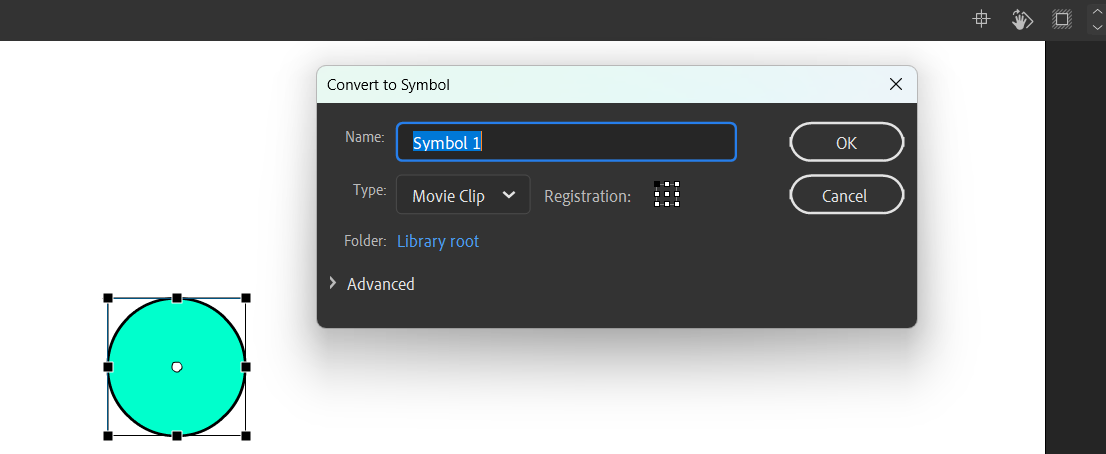 Convert to Symbol
Name:
Symbol 1
OK
Type:
Movie Clip
Registration:
Cancel
Folder:
Library root
Advanced